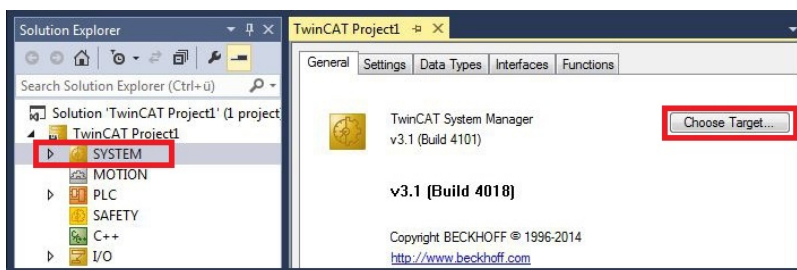 Solution Explorer
Search Solution Explorer (Ctrl+ü)
Solution 'TwinCAT Project1' (1 project
TwinCAT Project1
SYSTEM
MOTION
PLC
SAFETY
C++
I/O
TwinCAT Project1
General Settings Data Types Interfaces Functions
TwinCAT System Manager
v3.1 (Build 4101)
Choose Target...
v3.1 (Build 4018)
Copyright BECKHOFF © 1996-2014
http://www.beckhoff.com